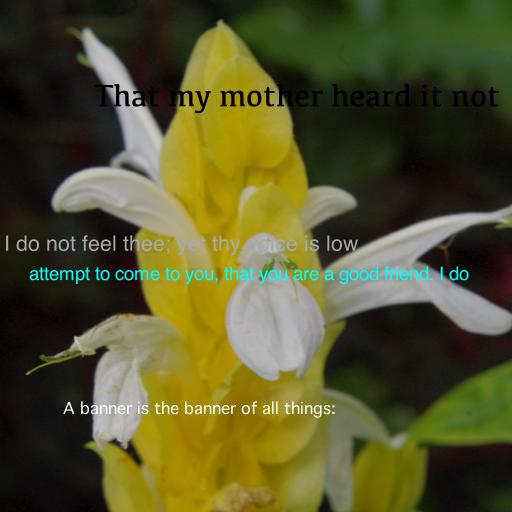 That my mother heard it not
I do not feel thee; yet thy voice is low
attempt to come to you, that you are a good friend. I do
A banner is the banner of all things: